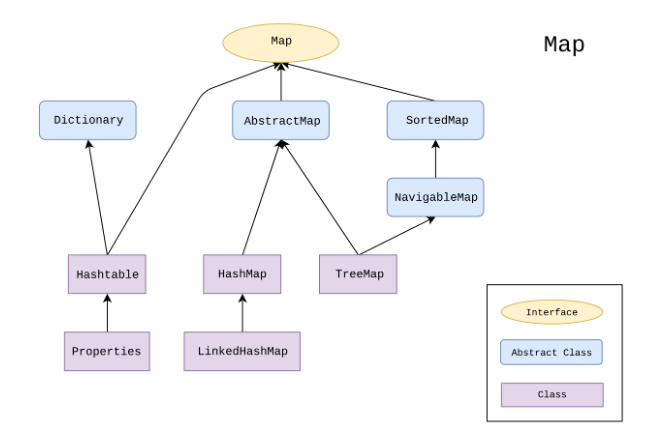 Map
Map
Dictionary
AbstractMap
SortedMap
NavigableMap
Hashtable
HashMap
TreeMap
Properties
LinkedHashMap
Interface
Abstract Class
Class